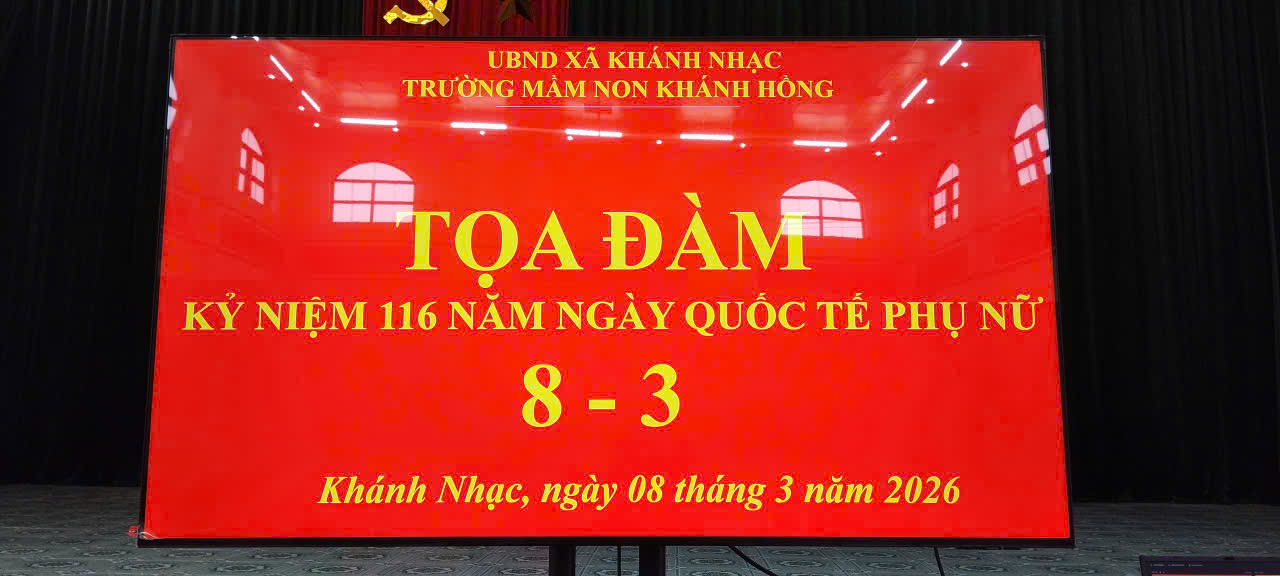 UBND XÃ KHÁNH NHẠC
TRƯỜNG MẦM NON KHÁNH HỒNG
TỌA ĐÀM
KỶ NIỆM 116 NĂM NGÀY QUỐC TẾ PHỤ NỮ
8 - 3
Khánh Nhạc, ngày 08 tháng 3 năm 2026